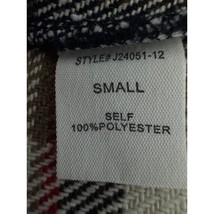 STYLE# J24051-12
SMALL
SELF
100%POLYESTER